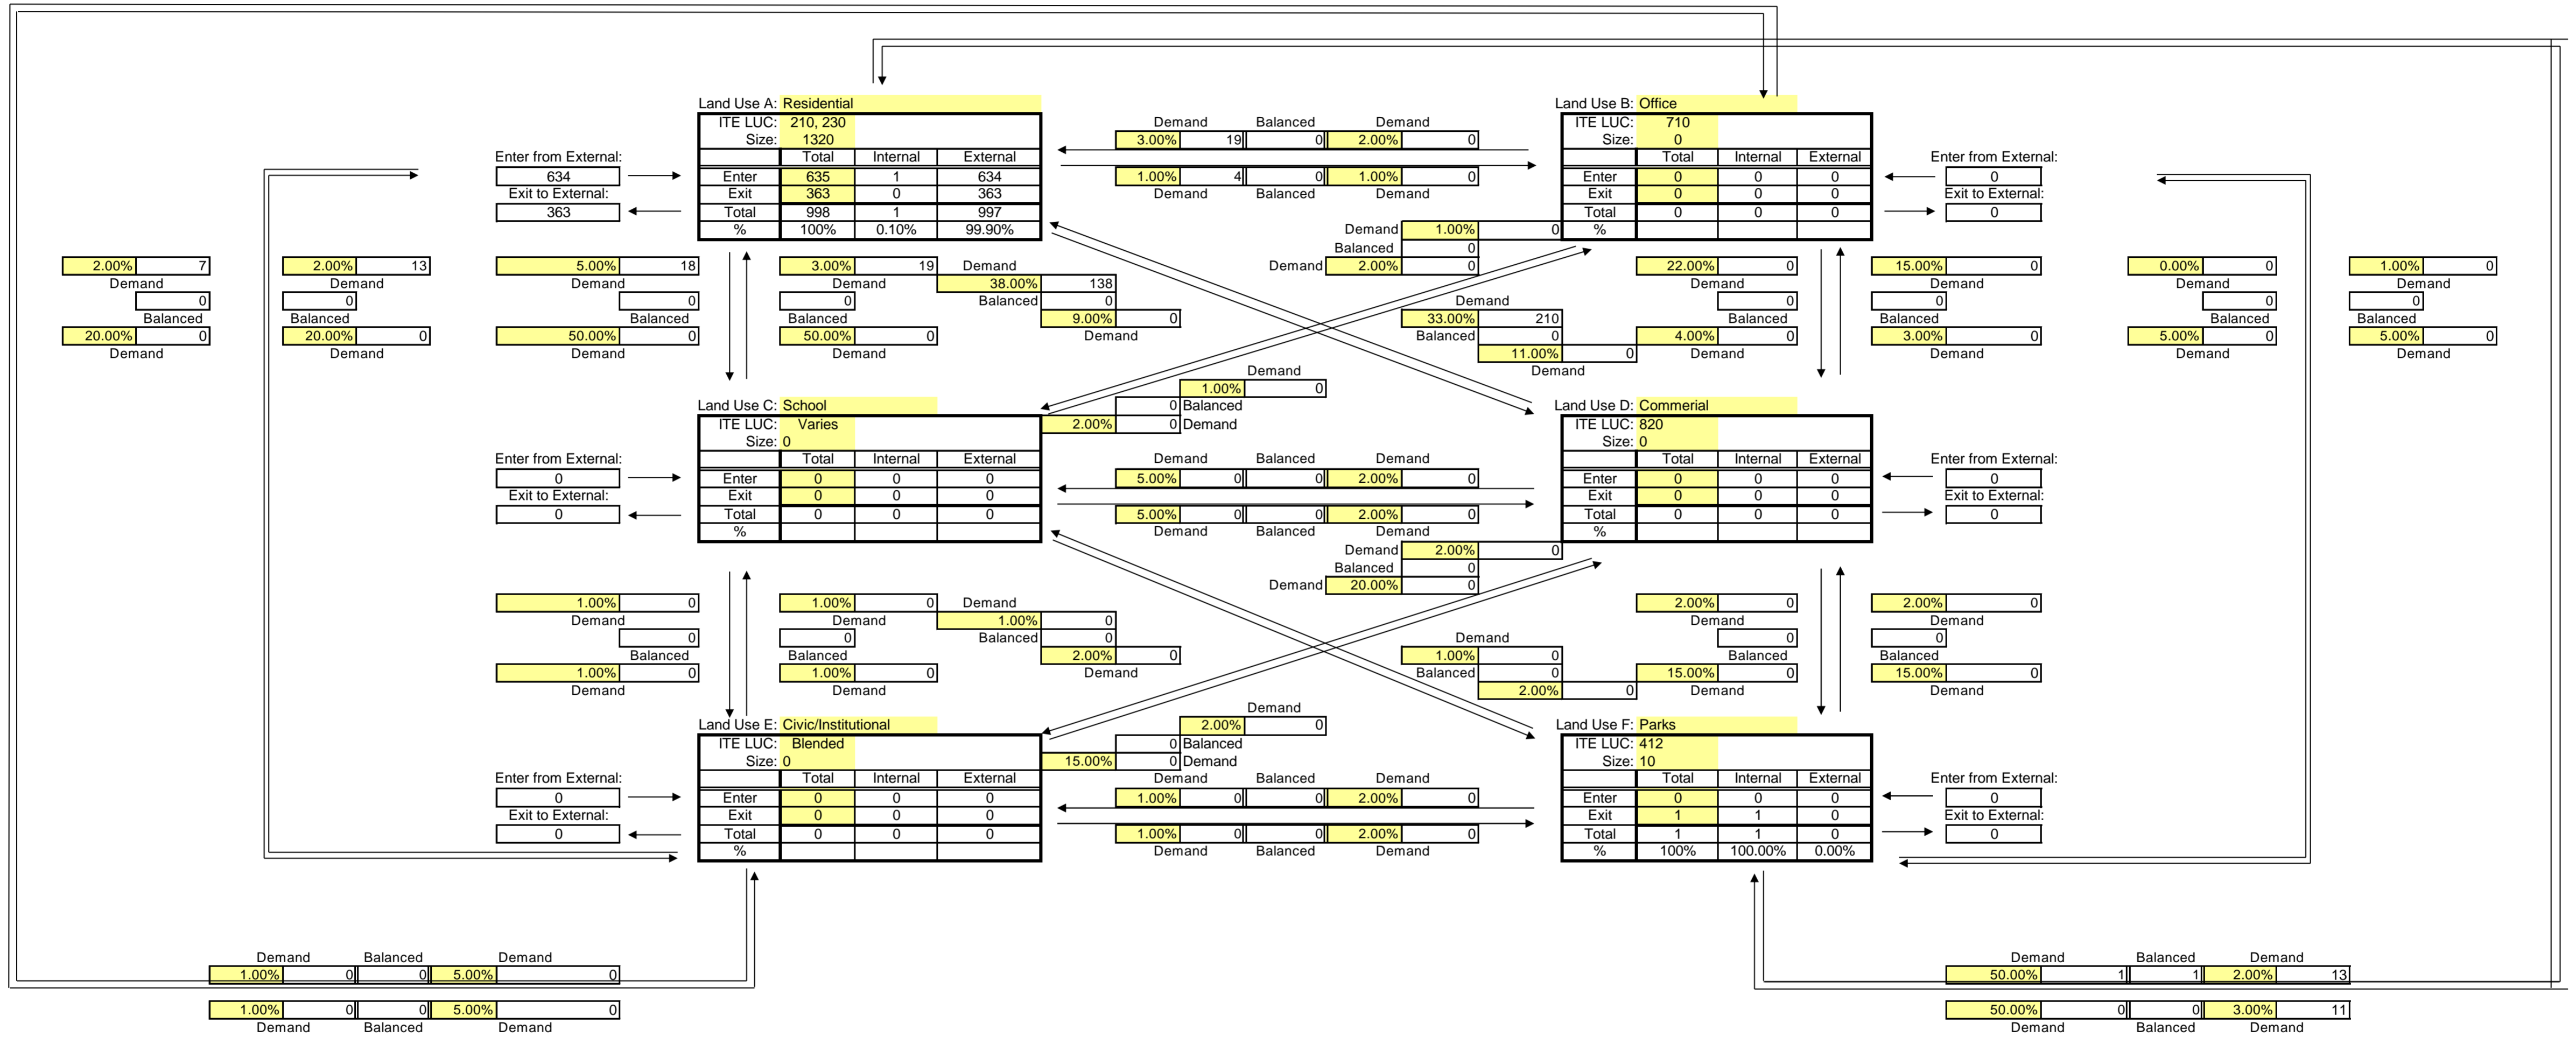 Land Use A: Residential
ITE LUC: 210, 230
Size: 1320
Total Internal External
Enter 635 1 634
Exit 363 0 363
Total 998 1 997
% 100% 0.10% 99.90%
Enter from External:
634
Exit to External:
363
Demand Balanced Demand
3.00% 19 0 2.00% 0
1.00% 4 0 1.00% 0
Demand Balanced Demand
Land Use B: Office
ITE LUC: 710
Size: 0
Total Internal External
Enter 0 0 0
Exit 0 0 0
Total 0 0 0
%
Enter from External:
0
Exit to External:
0
Demand 1.00% 0
Balanced 0
Demand 2.00% 0
2.00% 7
Demand
0
Balanced
20.00% 0
Demand
2.00% 13
Demand
0
Balanced
20.00% 0
Demand
5.00% 18
Demand
0
Balanced
50.00% 0
Demand
3.00% 19
Demand
0
Balanced
50.00% 0
Demand
Demand
38.00% 138
Balanced 0
9.00% 0
Demand
Demand
33.00% 210
Balanced 0
11.00% 0
Demand
22.00% 0
Demand
0
Balanced
4.00% 0
Demand
15.00% 0
Demand
0
Balanced
3.00% 0
Demand
0.00% 0
Demand
0
Balanced
5.00% 0
Demand
1.00% 0
Demand
0
Balanced
5.00% 0
Demand
Demand
1.00% 0
0 Balanced
2.00% 0 Demand
Land Use C: School
ITE LUC: Varies
Size: 0
Total Internal External
Enter 0 0 0
Exit 0 0 0
Total 0 0 0
%
Enter from External:
0
Exit to External:
0
Demand Balanced Demand
5.00% 0 0 2.00% 0
5.00% 0 0 2.00% 0
Demand Balanced Demand
Land Use D: Commerial
ITE LUC: 820
Size: 0
Total Internal External
Enter 0 0 0
Exit 0 0 0
Total 0 0 0
%
Enter from External:
0
Exit to External:
0
Demand 2.00% 0
Balanced 0
Demand 20.00% 0
1.00% 0
Demand
0
Balanced
1.00% 0
Demand
1.00% 0
Demand
0
Balanced
1.00% 0
Demand
Demand
1.00% 0
Balanced 0
2.00% 0
Demand
Demand
1.00% 0
Balanced 0
2.00% 0
2.00% 0
Demand
0
Balanced
15.00% 0
Demand
2.00% 0
Demand
0
Balanced
15.00% 0
Demand
Demand
2.00% 0
0 Balanced
15.00% 0 Demand
Land Use E: Civic/Institutional
ITE LUC: Blended
Size: 0
Total Internal External
Enter 0 0 0
Exit 0 0 0
Total 0 0 0
%
Enter from External:
0
Exit to External:
0
Demand Balanced Demand
1.00% 0 0 2.00% 0
1.00% 0 0 2.00% 0
Demand Balanced Demand
Land Use F: Parks
ITE LUC: 412
Size: 10
Total Internal External
Enter 0 0 0
Exit 1 1 0
Total 1 1 0
% 100% 100.00% 0.00%
Enter from External:
0
Exit to External:
0
Demand Balanced Demand
1.00% 0 0 5.00% 0
1.00% 0 0 5.00% 0
Demand Balanced Demand
Demand Balanced Demand
50.00% 1 1 2.00% 13
50.00% 0 0 3.00% 11
Demand Balanced Demand